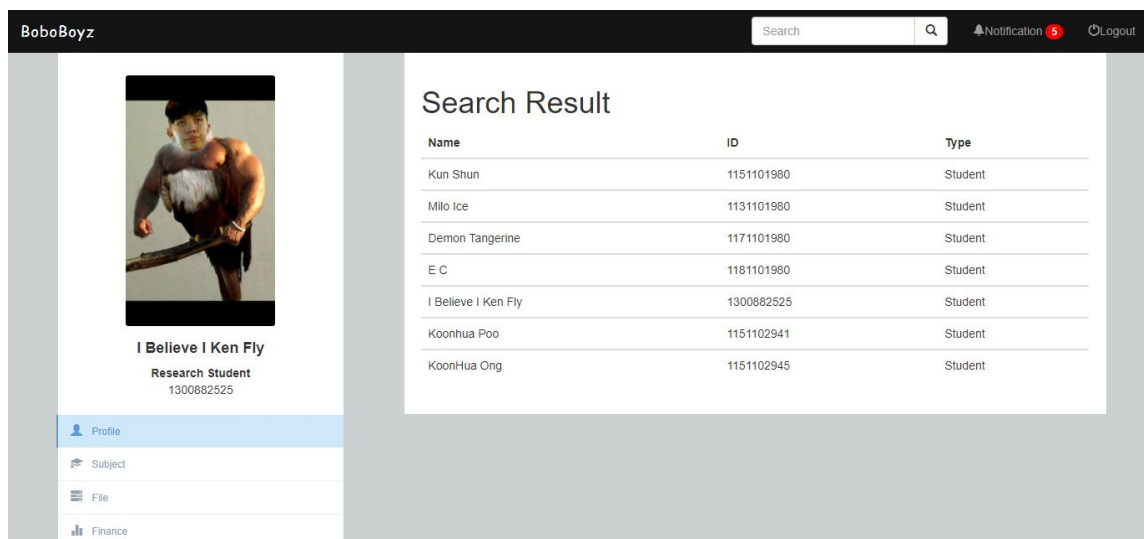 BoboBoyz Search Notification 5 Logout
I Believe I Ken Fly
Research Student
1300882525
Profile
Subject
File
Finance
Search Result
Name ID Type
Kun Shun 1151101980 Student
Milo Ice 1131101980 Student
Demon Tangerine 1171101980 Student
E C 1181101980 Student
I Believe I Ken Fly 1300882525 Student
Koonhua Poo 1151102941 Student
KoonHua Ong 1151102945 Student